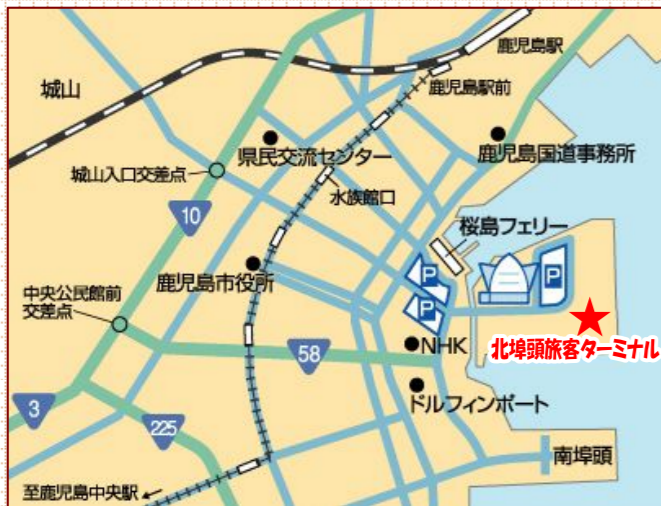 鹿児島駅
城山
鹿児島駅前
県民交流センター
鹿児島国道事務所
城山入口交差点
水族館口
10
桜島フェリー
鹿児島市役所
P
P
P
中央公民館前
交差点
北埠頭旅客ターミナル
NHK
58
3
ドルフィンポート
225
南埠頭
至鹿児島中央駅